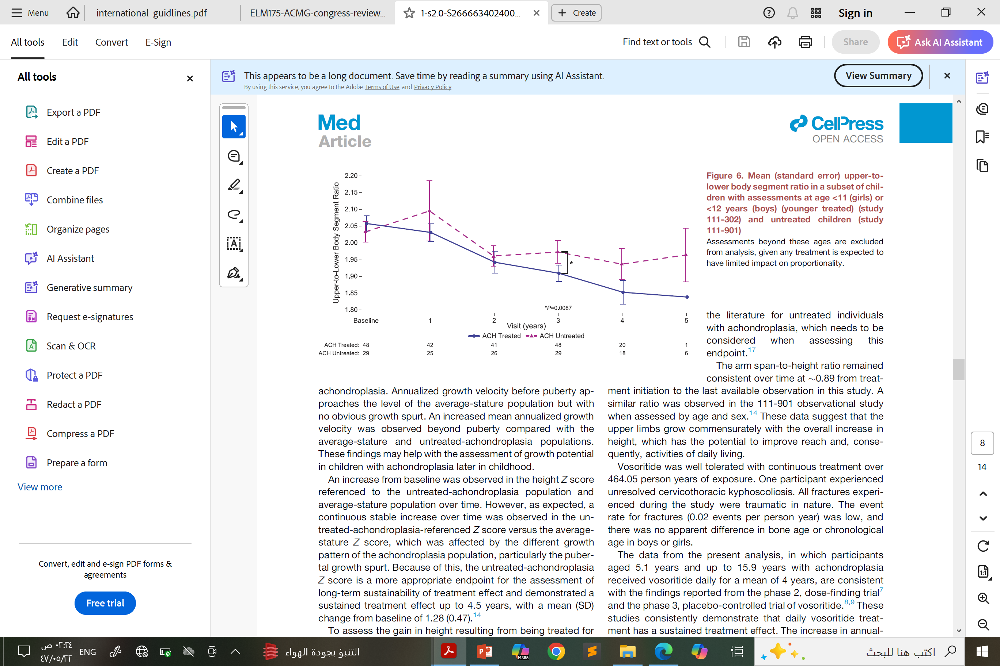 Menu
international guidlines.pdf
ELM175-ACMG-congress-review...
1-s2.0-S266663402400...
Create
Sign in
All tools
Edit
Convert
E-Sign
Find text or tools
Share
Ask AI Assistant
All tools
Export a PDF
Edit a PDF
Create a PDF
Combine files
Organize pages
AI Assistant
Generative summary
Request e-signatures
Scan & OCR
Protect a PDF
Redact a PDF
Compress a PDF
Prepare a form
View more
Convert, edit and e-sign PDF forms &
agreements
Free trial
This appears to be a long document. Save time by reading a summary using AI Assistant.
By using this service, you agree to the Adobe Terms of Use and Privacy Policy
View Summary
Med
Article
CellPress
OPEN ACCESS
Upper-to-Lower Body Segment Ratio
2.20
2.15
2.10
2.05
2.00
1.95
1.90
1.85
1.80
*
*P=0.0087
Baseline 1 2 3 4 5
Visit (years)
ACH Treated ACH Untreated
ACH Treated: 48 42 41 48 20 1
ACH Untreated: 29 25 26 29 18 6
Figure 6. Mean (standard error) upper-to-
lower body segment ratio in a subset of chil-
dren with assessments at age <11 (girls) or
<12 years (boys) (younger treated) (study
111-302) and untreated children (study
111-901)
Assessments beyond these ages are excluded
from analysis, given any treatment is expected to
have limited impact on proportionality.
achondroplasia. Annualized growth velocity before puberty ap-
proaches the level of the average-stature population but with
no obvious growth spurt. An increased mean annualized growth
velocity was observed beyond puberty compared with the
average-stature and untreated-achondroplasia populations.
These findings may help with the assessment of growth potential
in children with achondroplasia later in childhood.
An increase from baseline was observed in the height Z score
referenced to the untreated-achondroplasia population and
average-stature population over time. However, as expected, a
continuous stable increase over time was observed in the un-
treated-achondroplasia-referenced Z score versus the average-
stature Z score, which was affected by the different growth
pattern of the achondroplasia population, particularly the puber-
tal growth spurt. Because of this, the untreated-achondroplasia
Z score is a more appropriate endpoint for the assessment of
long-term sustainability of treatment effect and demonstrated a
sustained treatment effect up to 4.5 years, with a mean (SD)
change from baseline of 1.28 (0.47).14
To assess the gain in height resulting from being treated for
the literature for untreated individuals
with achondroplasia, which needs to be
considered when assessing this
endpoint.17
The arm span-to-height ratio remained
consistent over time at ~0.89 from treat-
ment initiation to the last available observation in this study. A
similar ratio was observed in the 111-901 observational study
when assessed by age and sex.14 These data suggest that the
upper limbs grow commensurately with the overall increase in
height, which has the potential to improve reach and, conse-
quently, activities of daily living.
Vosoritide was well tolerated with continuous treatment over
464.05 person years of exposure. One participant experienced
unresolved cervicothoracic kyphoscoliosis. All fractures experi-
enced during the study were traumatic in nature. The event
rate for fractures (0.02 events per person year) was low, and
there was no apparent difference in bone age or chronological
age in boys or girls.
The data from the present analysis, in which participants
aged 5.1 years and up to 15.9 years with achondroplasia
received vosoritide daily for a mean of 4 years, are consistent
with the findings reported from the phase 2, dose-finding trial7
and the phase 3, placebo-controlled trial of vosoritide.8,9 These
studies consistently demonstrate that daily vosoritide treat-
ment has a sustained treatment effect. The increase in annual-
8
14
1:1
٠٢:٢٤ ص
٤٧/٠٥/٢٢
ENG
التنبؤ بجودة الهواء
M365
اكتب هنا للبحث